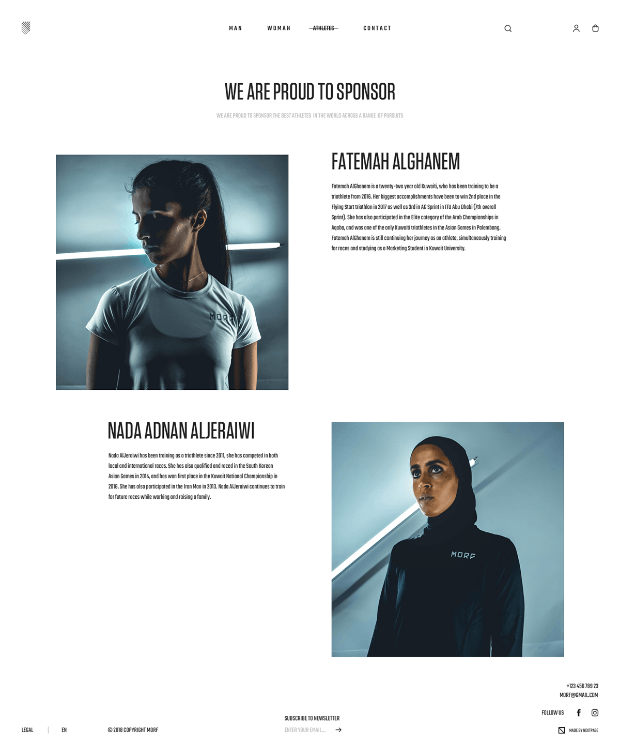 MAN WOMAN ATHLETES CONTACT
WE ARE PROUD TO SPONSOR
WE ARE PROUD TO SPONSOR THE BEST ATHLETES IN THE WORLD ACROSS A RANGE OF PURSUITS
FATEMAH ALGHANEM
Fatemah AlGhanem is a twenty-two year old Kuwaiti, who has been training to be a
triathlete from 2016. Her biggest accomplishments have been to win 2nd place in the
Flying Start triathlon in 2017 as well as 3rd in AG Sprint in ITU Abu Dhabi (7th overall
Sprint). She has also participated in the Elite category of the Arab Championships in
Aqaba, and was one of the only Kuwaiti triathletes in the Asian Games in Palembang.
Fatemah AlGhanem is still continuing her journey as an athlete, simultaneously training
for races and studying as a Marketing Student in Kuwait University.
NADA ADNAN ALJERAIWI
Nada AlJeraiwi has been training as a triathlete since 2011, she has competed in both
local and international races. She has also qualified and raced in the South Korean
Asian Games in 2014, and has won first place in the Kuwait National Championship in
2016. She has also participated in the Iron Man in 2013. Nada AlJeraiwi continues to train
for future races while working and raising a family.
MORF
+123 456 789 23
MORF@GMAIL.COM
FOLLOW US
SUBSCRIBE TO NEWSLETTER
ENTER YOUR EMAIL...
LEGAL | EN
© 2018 COPYRIGHT MORF
MADE BY NEXTPAGE